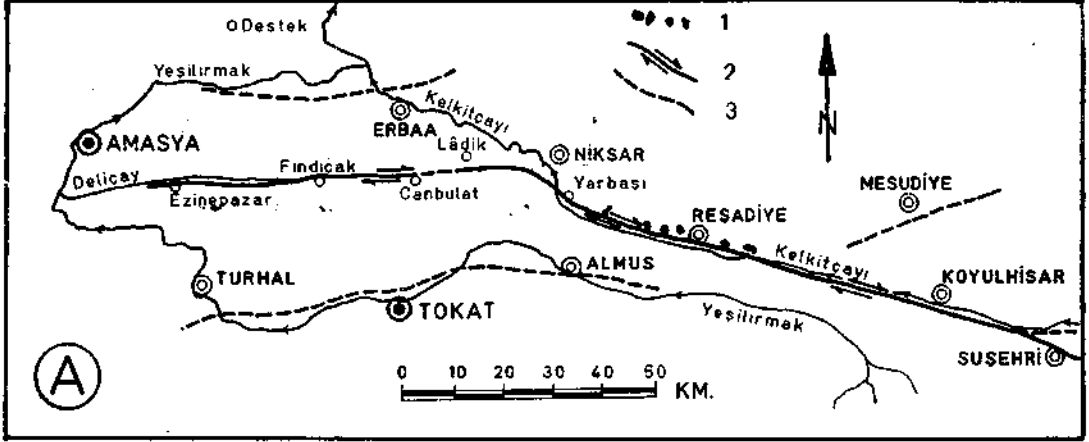 Destek
1
Yeşilırmak
2
3
Kelkitçayı
ERBAA
N
AMASYA
Lâdik
NİKSAR
Fındıcak
Deliçay
MESUDİYE
Ezinepazar
Canbulat
Yarbaşı
REŞADİYE
Kelkitçayı
TURHAL
ALMUS
KOYULHİSAR
TOKAT
Yeşilırmak
SUŞEHRİ
A
0 10 20 30 40 50
KM.